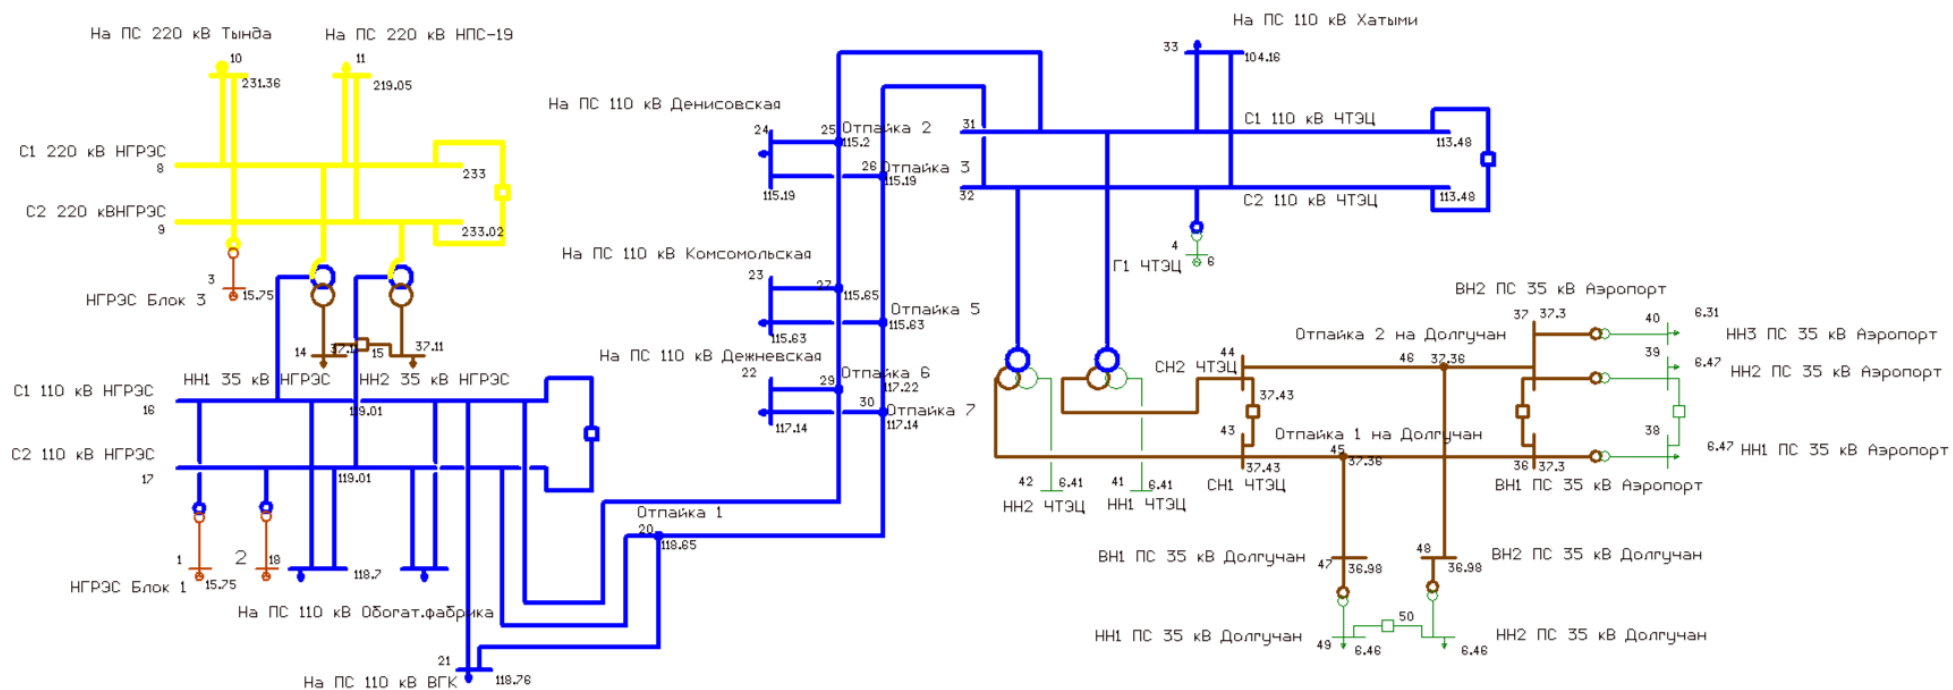 На ПС 220 кВ Тында
10
231.36
На ПС 220 кВ НПС-19
11
219.05
С1 220 кВ НГРЭС
8
233
С2 220 кВНГРЭС
9
233.02
3
15.75
НГРЭС Блок 3
14
15
37.11
НН1 35 кВ НГРЭС
НН2 35 кВ НГРЭС
С1 110 кВ НГРЭС
16
119.01
С2 110 кВ НГРЭС
17
119.01
1
15.75
НГРЭС Блок 1
2
18
118.7
На ПС 110 кВ Обогат.фабрика
21
118.76
На ПС 110 кВ ВГК
Отпайка 1
20
118.65
На ПС 110 кВ Денисовская
24
115.19
25
Отпайка 2
115.2
26
Отпайка 3
115.19
На ПС 110 кВ Комсомольская
23
115.63
27
115.65
Отпайка 5
115.63
На ПС 110 кВ Дежневская
22
117.14
29
Отпайка 6
117.22
30
Отпайка 7
117.14
На ПС 110 кВ Хатыми
33
104.16
31
С1 110 кВ ЧТЭЦ
113.48
32
С2 110 кВ ЧТЭЦ
113.48
4
Г1 ЧТЭЦ
6
44
СН2 ЧТЭЦ
37.43
43
37.43
СН1 ЧТЭЦ
42
6.41
НН2 ЧТЭЦ
41
6.41
НН1 ЧТЭЦ
Отпайка 2 на Долгучан
46
37.36
Отпайка 1 на Долгучан
45
37.36
ВН2 ПС 35 кВ Аэропорт
37
37.3
36
37.3
ВН1 ПС 35 кВ Аэропорт
40
6.31
НН3 ПС 35 кВ Аэропорт
39
6.47
НН2 ПС 35 кВ Аэропорт
38
6.47
НН1 ПС 35 кВ Аэропорт
ВН1 ПС 35 кВ Долгучан
47
36.98
48
36.98
ВН2 ПС 35 кВ Долгучан
НН1 ПС 35 кВ Долгучан
49
6.46
50
6.46
НН2 ПС 35 кВ Долгучан